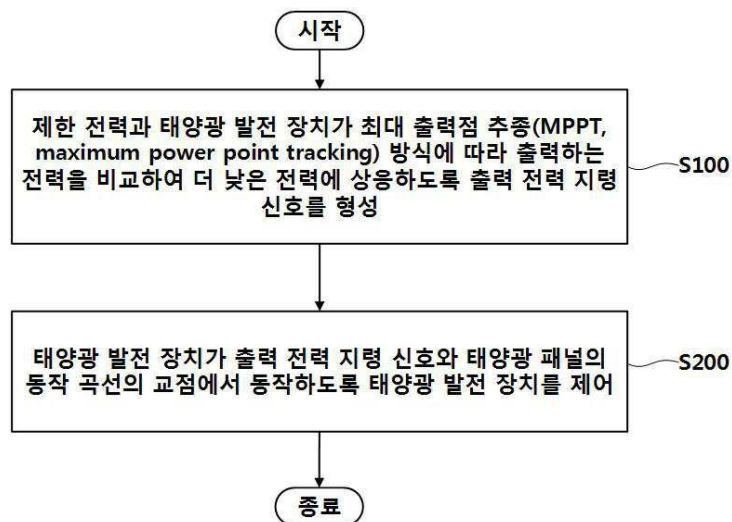 시작
제한 전력과 태양광 발전 장치가 최대 출력점 추종(MPPT,
maximum power point tracking) 방식에 따라 출력하는
전력을 비교하여 더 낮은 전력에 상응하도록 출력 전력 지령
신호를 형성
S100
태양광 발전 장치가 출력 전력 지령 신호와 태양광 패널의
동작 곡선의 교점에서 동작하도록 태양광 발전 장치를 제어
S200
종료